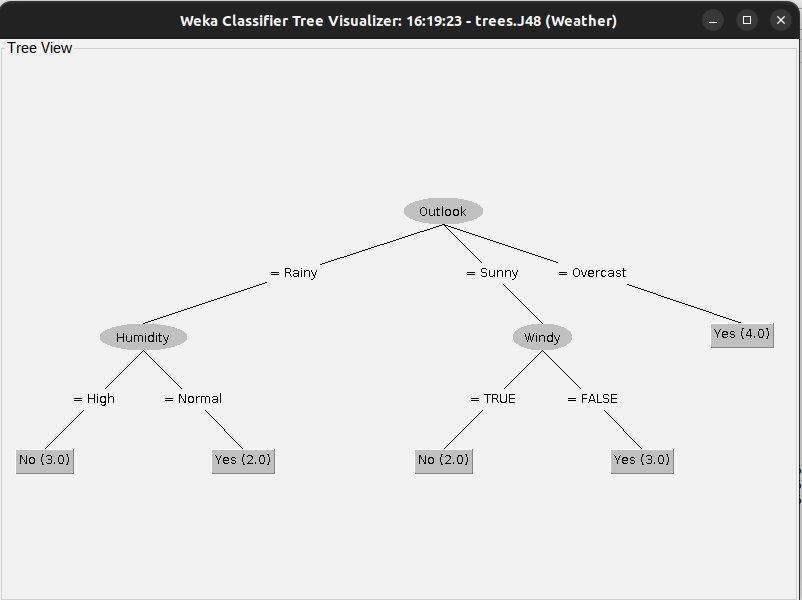 Weka Classifier Tree Visualizer: 16:19:23 - trees.J48 (Weather)
Tree View
Outlook
= Rainy
= Sunny
= Overcast
Humidity
Windy
Yes (4.0)
= High
= Normal
= TRUE
= FALSE
No (3.0)
Yes (2.0)
No (2.0)
Yes (3.0)